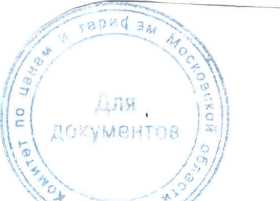 Комитет по ценам и тарифам Московской области
Для
документов